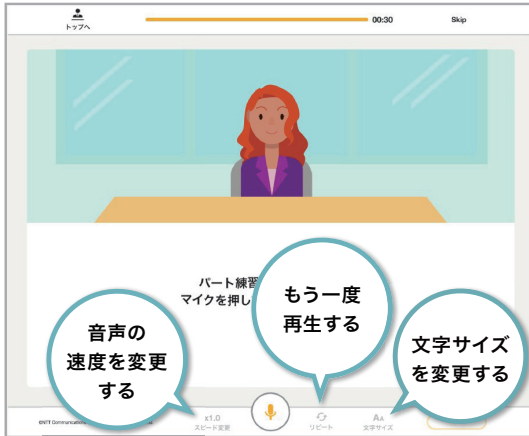 トップへ
00:30
Skip
パート練習
マイクを押し
音声の
速度を変更
する
もう一度
再生する
文字サイズ
を変更する
©NTT Communications
x1.0
スピード変更
リピート
AA
文字サイズ